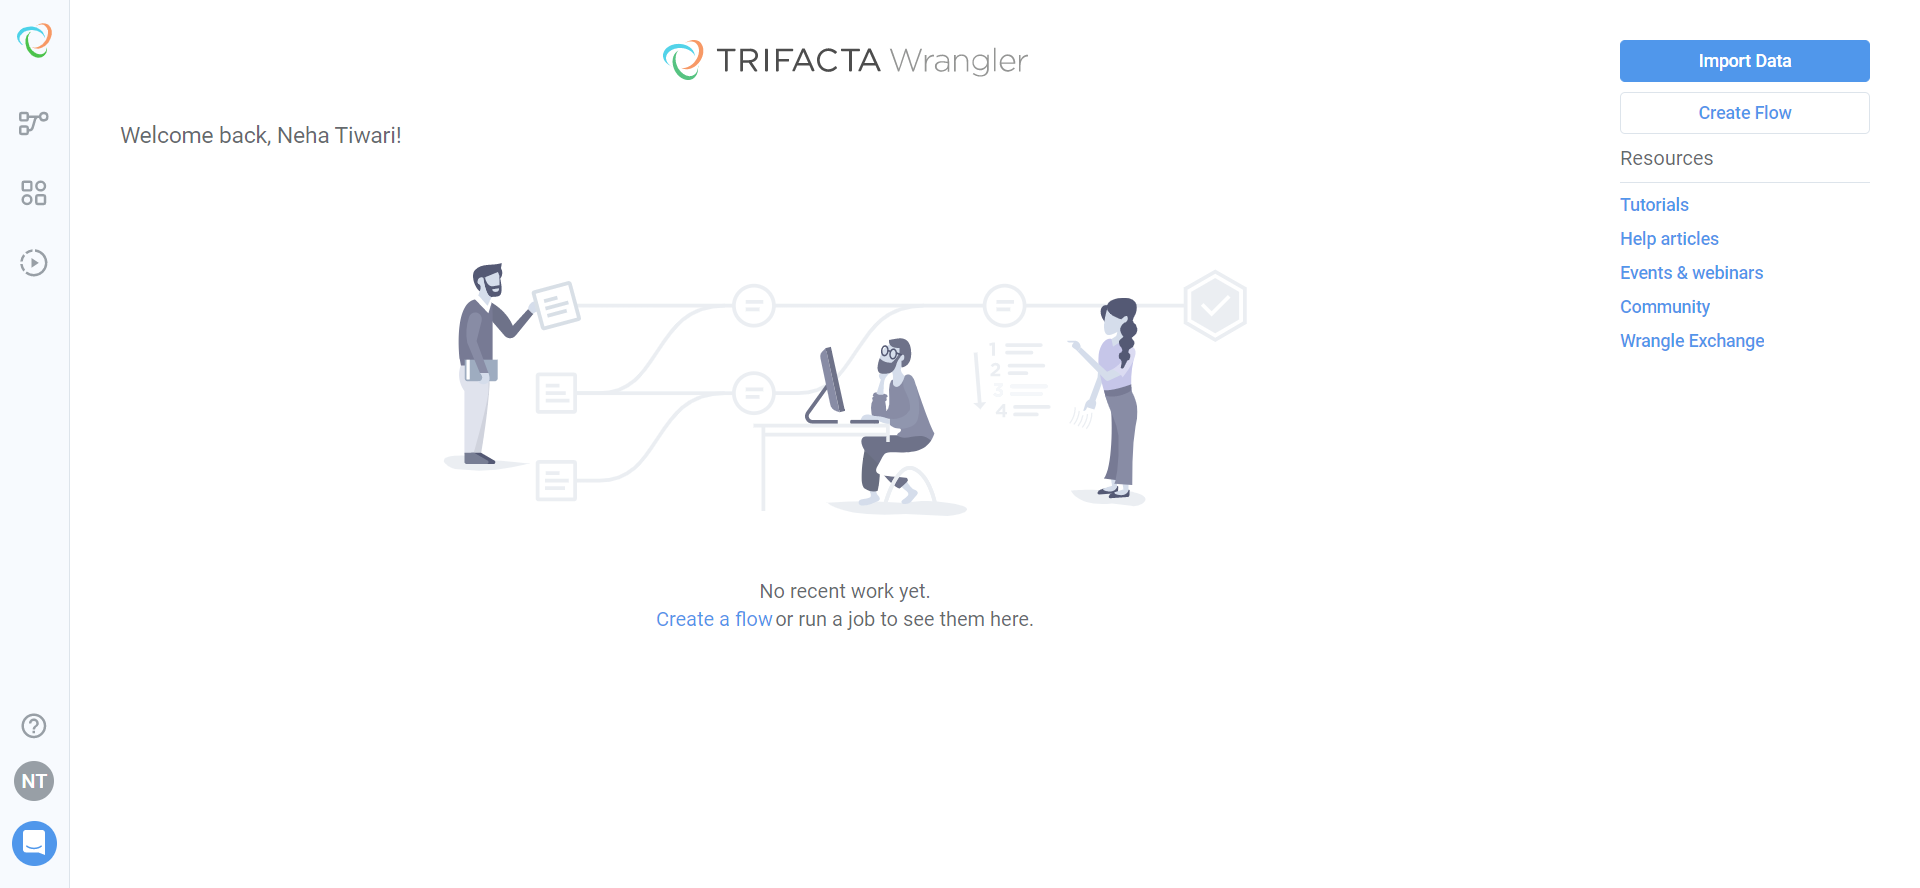 TRIFACTA Wrangler
Import Data
Create Flow
Welcome back, Neha Tiwari!
Resources
Tutorials
Help articles
Events & webinars
Community
Wrangle Exchange
1
2
3
4
No recent work yet.
Create a flow or run a job to see them here.
?
NT